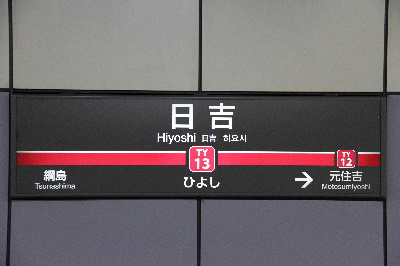 日吉
Hiyoshi 日吉 히요시
TY
13
TY
12
綱島
Tsunashima
ひよし
→ 元住吉
Motosumiyoshi